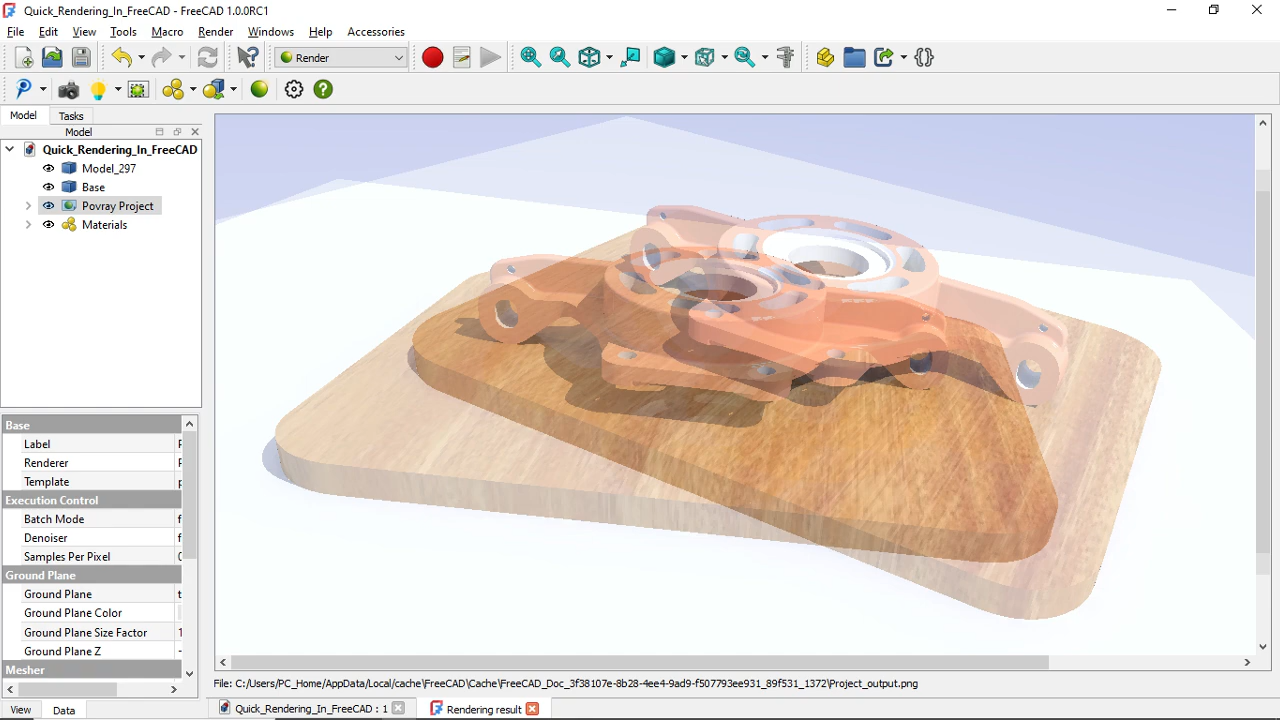 Quick_Rendering_In_FreeCAD - FreeCAD 1.0.0RC1
File Edit View Tools Macro Render Windows Help Accessories
Render
Model Tasks
Model
Quick_Rendering_In_FreeCAD
Model_297
Base
Povray Project
Materials
Base
Label
Renderer
Template
Execution Control
Batch Mode
Denoiser
Samples Per Pixel
Ground Plane
Ground Plane
Ground Plane Color
Ground Plane Size Factor
Ground Plane Z
Mesher
View Data
File: C:/Users/PC_Home/AppData/Local/cache\FreeCAD\Cache\FreeCAD_Doc_3f38107e-8b28-4ee4-9ad9-f507793ee931_89f531_1372\Project_output.png
Quick_Rendering_In_FreeCAD : 1
Rendering result